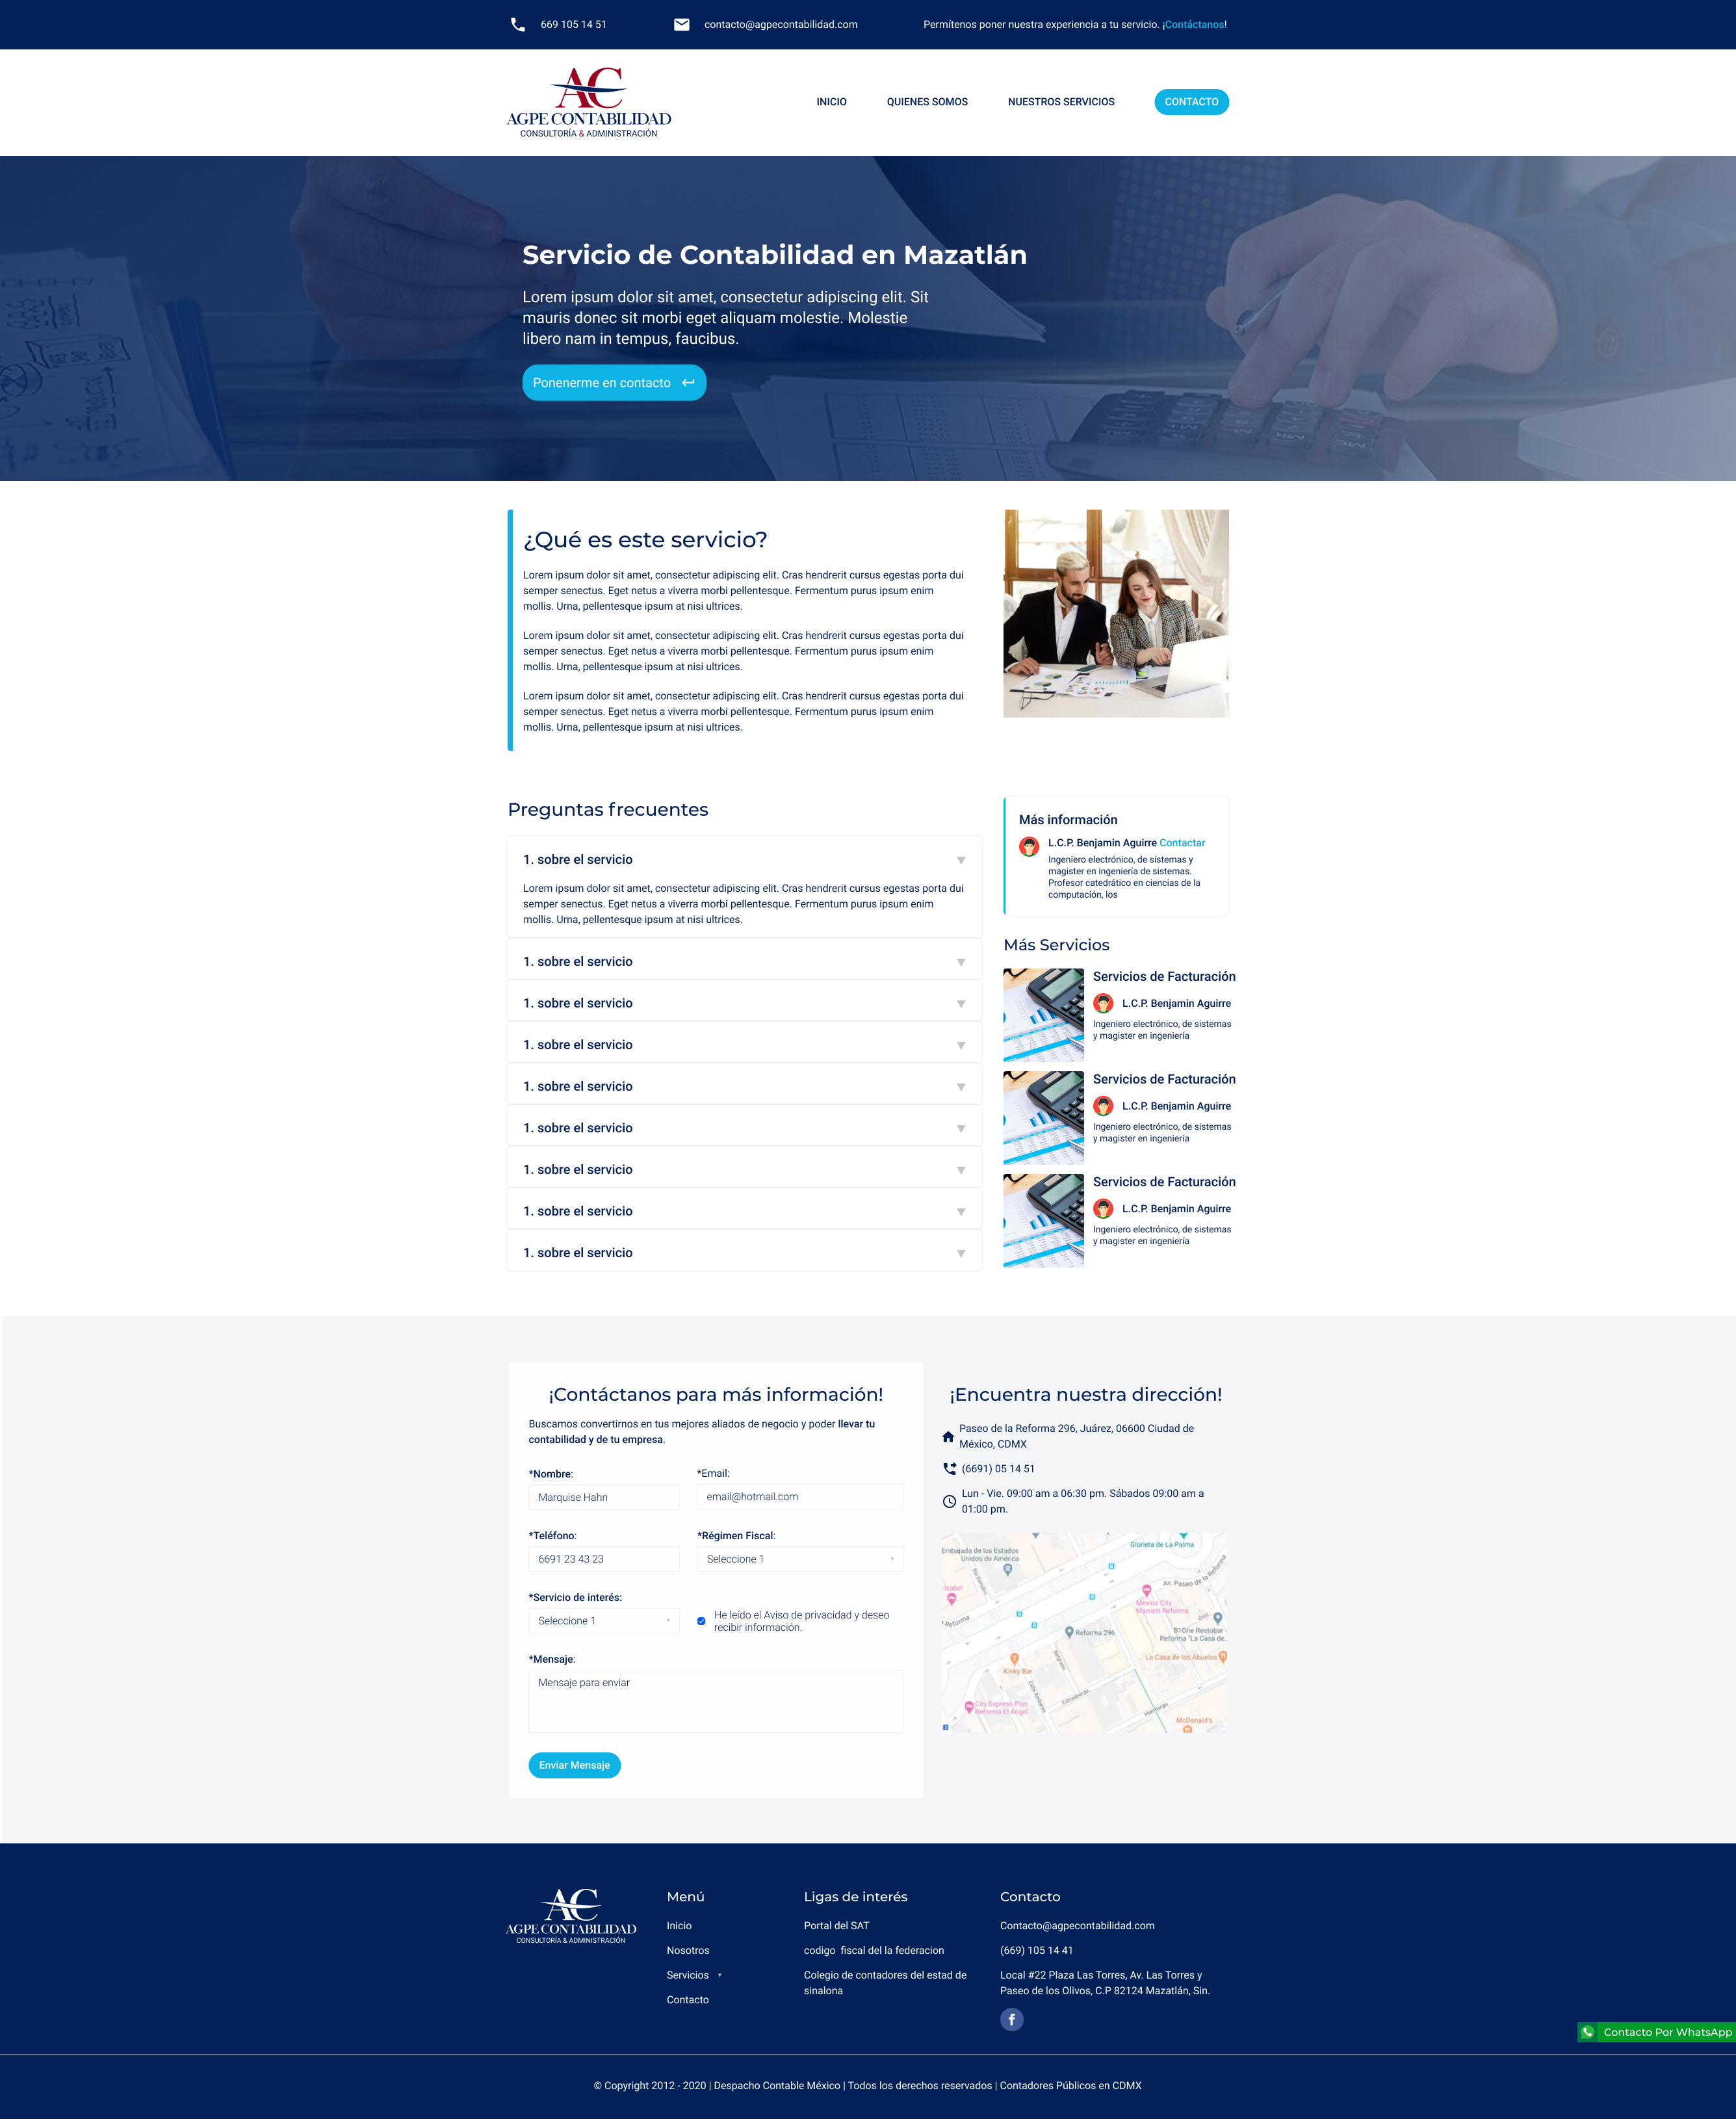 669 105 14 51
contacto@agpecontabilidad.com
Permítenos poner nuestra experiencia a tu servicio. ¡Contáctanos!
AC
AGPE CONTABILIDAD
CONSULTORÍA & ADMINISTRACIÓN
INICIO
QUIENES SOMOS
NUESTROS SERVICIOS
CONTACTO
Servicio de Contabilidad en Mazatlán
Lorem ipsum dolor sit amet, consectetur adipiscing elit. Sit
mauris donec sit morbi eget aliquam molestie. Molestie
libero nam in tempus, faucibus.
Ponenerme en contacto
¿Qué es este servicio?
Lorem ipsum dolor sit amet, consectetur adipiscing elit. Cras hendrerit cursus egestas porta dui
semper senectus. Eget netus a viverra morbi pellentesque. Fermentum purus ipsum enim
mollis. Urna, pellentesque ipsum at nisi ultrices.
Lorem ipsum dolor sit amet, consectetur adipiscing elit. Cras hendrerit cursus egestas porta dui
semper senectus. Eget netus a viverra morbi pellentesque. Fermentum purus ipsum enim
mollis. Urna, pellentesque ipsum at nisi ultrices.
Lorem ipsum dolor sit amet, consectetur adipiscing elit. Cras hendrerit cursus egestas porta dui
semper senectus. Eget netus a viverra morbi pellentesque. Fermentum purus ipsum enim
mollis. Urna, pellentesque ipsum at nisi ultrices.
Preguntas frecuentes
1. sobre el servicio
Lorem ipsum dolor sit amet, consectetur adipiscing elit. Cras hendrerit cursus egestas porta dui
semper senectus. Eget netus a viverra morbi pellentesque. Fermentum purus ipsum enim
mollis. Urna, pellentesque ipsum at nisi ultrices.
1. sobre el servicio
1. sobre el servicio
1. sobre el servicio
1. sobre el servicio
1. sobre el servicio
1. sobre el servicio
1. sobre el servicio
1. sobre el servicio
Más información
L.C.P. Benjamin Aguirre Contactar
Ingeniero electrónico, de sistemas y
magister en ingeniería de sistemas.
Profesor catedrático en ciencias de la
computación, los
Más Servicios
Servicios de Facturación
L.C.P. Benjamin Aguirre
Ingeniero electrónico, de sistemas
y magister en ingeniería
Servicios de Facturación
L.C.P. Benjamin Aguirre
Ingeniero electrónico, de sistemas
y magister en ingeniería
Servicios de Facturación
L.C.P. Benjamin Aguirre
Ingeniero electrónico, de sistemas
y magister en ingeniería
¡Contáctanos para más información!
Buscamos convertirnos en tus mejores aliados de negocio y poder llevar tu
contabilidad y de tu empresa.
*Nombre:
Marquise Hahn
*Email:
email@hotmail.com
*Teléfono:
6691 23 43 23
*Régimen Fiscal:
Seleccione 1
*Servicio de interés:
Seleccione 1
He leído el Aviso de privacidad y deseo
recibir información.
*Mensaje:
Mensaje para enviar
Enviar Mensaje
¡Encuentra nuestra dirección!
Paseo de la Reforma 296, Juárez, 06600 Ciudad de
México, CDMX
(6691) 05 14 51
Lun - Vie. 09:00 am a 06:30 pm. Sábados 09:00 am a
01:00 pm.
Glorieta de La Palma
Embajada de los Estados
Unidos de América
Av. Paseo de la Reforma
Isabel
Mexico City
Marriott Reforma
Reforma
Reforma 296
B1One Restobar -
Reforma "La Casa de..
La Casa de los Abuelos
Kinky Bar
Estrasburgo
Hamburgo
City Express Plus
Reforma El Ángel
McDonald's
AC
AGPE CONTABILIDAD
CONSULTORÍA & ADMINISTRACIÓN
Menú
Inicio
Nosotros
Servicios
Contacto
Ligas de interés
Portal del SAT
codigo fiscal del la federacion
Colegio de contadores del estad de
sinalona
Contacto
Contacto@agpecontabilidad.com
(669) 105 14 41
Local #22 Plaza Las Torres, Av. Las Torres y
Paseo de los Olivos, C.P 82124 Mazatlán, Sin.
f
Contacto Por WhatsApp
© Copyright 2012 - 2020 | Despacho Contable México | Todos los derechos reservados | Contadores Públicos en CDMX